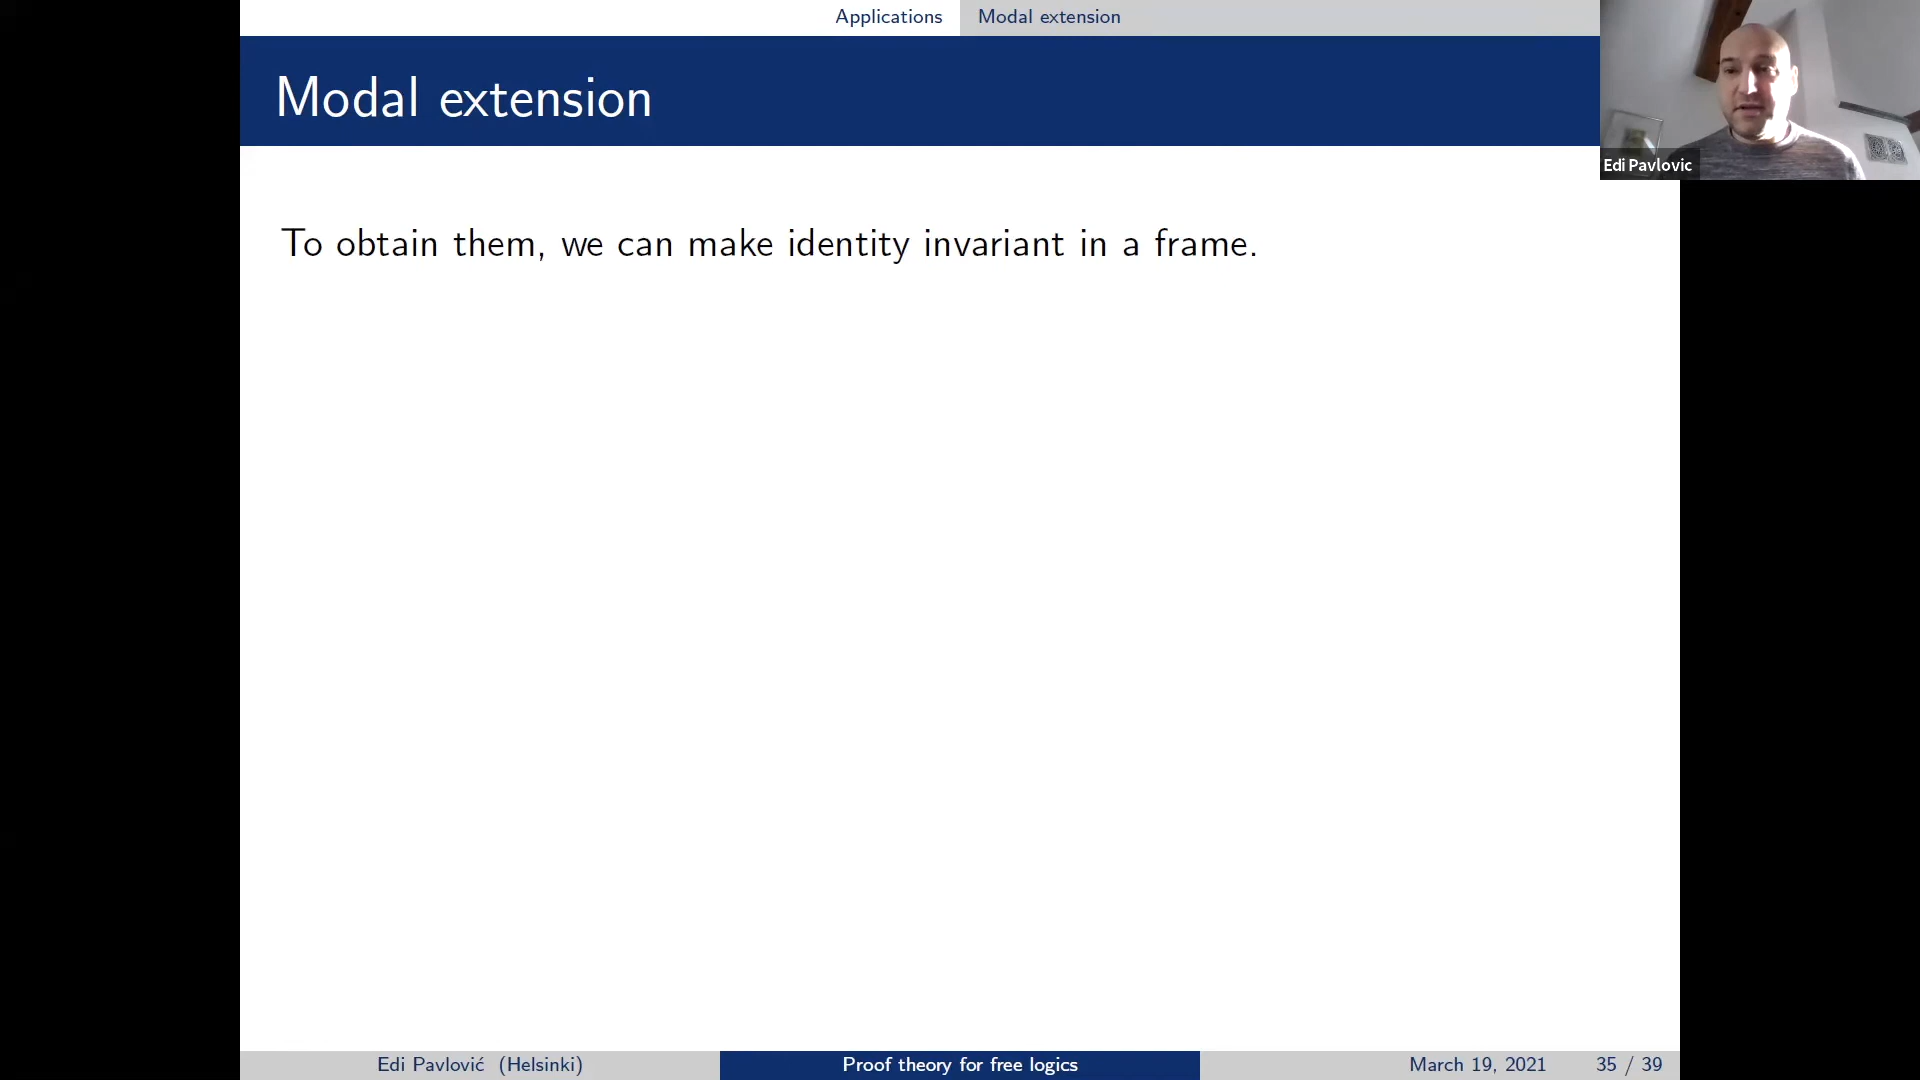 Applications Modal extension
Modal extension
Edi Pavlovic
To obtain them, we can make identity invariant in a frame.
Edi Pavlović (Helsinki) Proof theory for free logics March 19, 2021 35 / 39